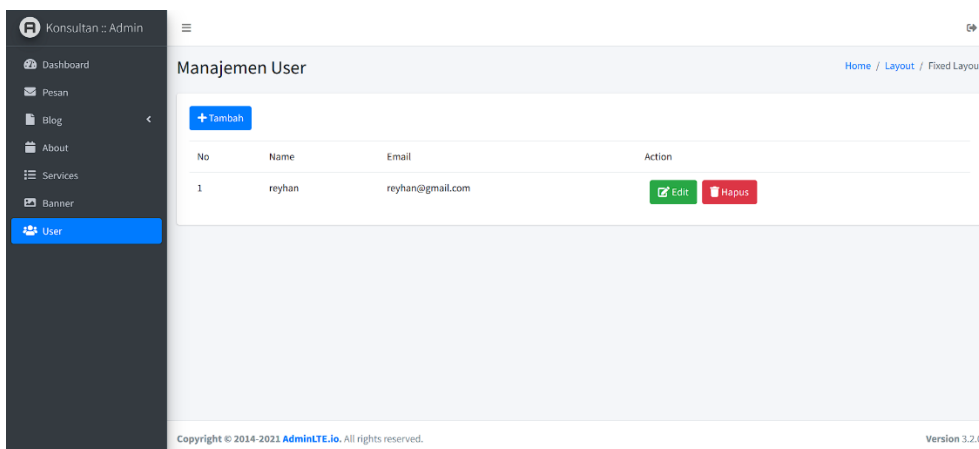 Konsultan :: Admin
Dashboard
Pesan
Blog
About
Services
Banner
User
Manajemen User
Home / Layout / Fixed Layou
+ Tambah
No Name Email Action
1 reyhan reyhan@gmail.com Edit Hapus
Copyright © 2014-2021 AdminLTE.io. All rights reserved.
Version 3.2.0